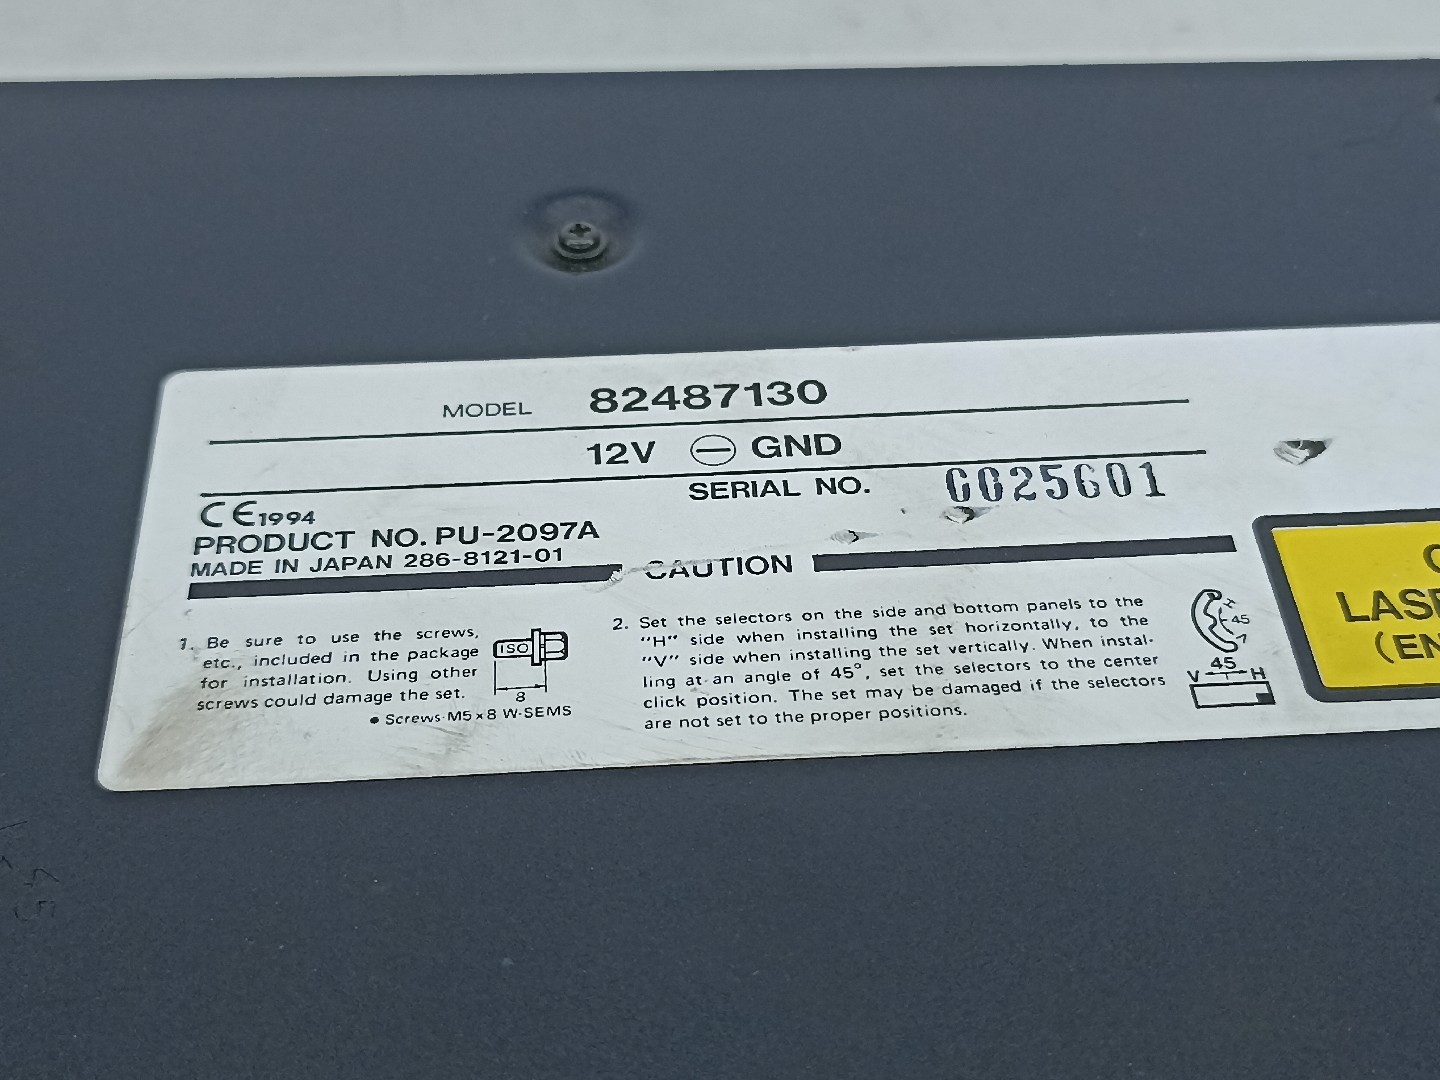 MODEL 82487130
12V ⊖ GND
SERIAL NO. C025601
CE 1994
PRODUCT NO. PU-2097A
MADE IN JAPAN 286-8121-01
CAUTION
1. Be sure to use the screws,
etc., included in the package
for installation. Using other
screws could damage the set.
ISO
8
● Screws M5×8 W-SEMS
2. Set the selectors on the side and bottom panels to the
"H" side when installing the set horizontally, to the
"V" side when installing the set vertically. When instal-
ling at an angle of 45°, set the selectors to the center
click position. The set may be damaged if the selectors
are not set to the proper positions.
H
45
V
45
V H
LASE
(EN